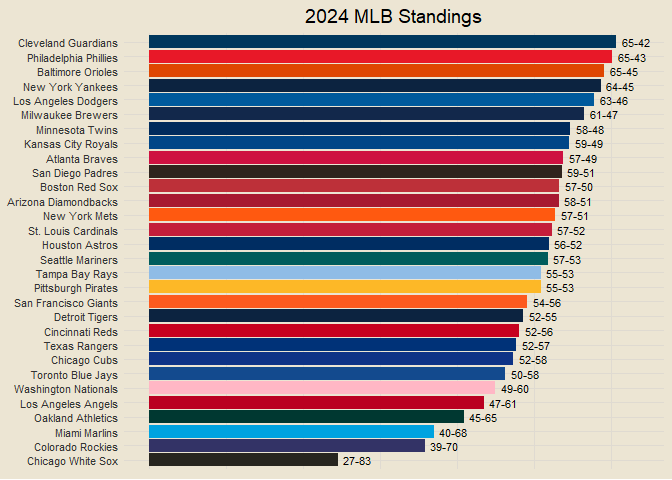 2024 MLB Standings
Cleveland Guardians 65-42
Philadelphia Phillies 65-43
Baltimore Orioles 65-45
New York Yankees 64-45
Los Angeles Dodgers 63-46
Milwaukee Brewers 61-47
Minnesota Twins 58-48
Kansas City Royals 59-49
Atlanta Braves 57-49
San Diego Padres 59-51
Boston Red Sox 57-50
Arizona Diamondbacks 58-51
New York Mets 57-51
St. Louis Cardinals 57-52
Houston Astros 56-52
Seattle Mariners 57-53
Tampa Bay Rays 55-53
Pittsburgh Pirates 55-53
San Francisco Giants 54-56
Detroit Tigers 52-55
Cincinnati Reds 52-56
Texas Rangers 52-57
Chicago Cubs 52-58
Toronto Blue Jays 50-58
Washington Nationals 49-60
Los Angeles Angels 47-61
Oakland Athletics 45-65
Miami Marlins 40-68
Colorado Rockies 39-70
Chicago White Sox 27-83